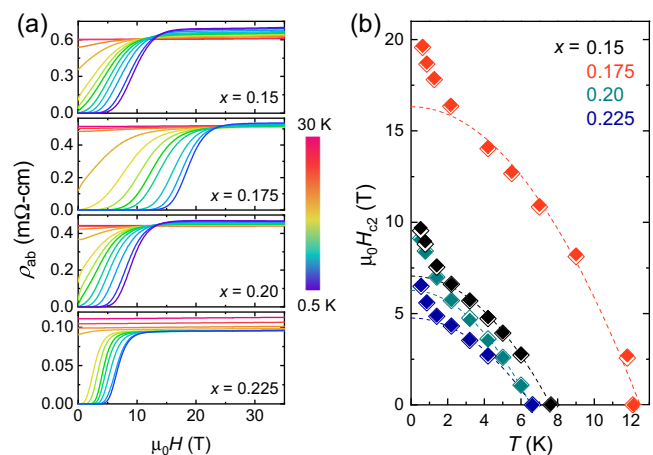 (a)
0.6
0.3
0.0
x = 0.15
0.4
0.2
0.0
x = 0.175
0.4
0.2
0.0
x = 0.20
0.10
0.05
0.00
x = 0.225
0 10 20 30
μ0H (T)
ρab (mΩ-cm)
30 K
0.5 K
(b)
20
15
10
5
0
x = 0.15
0.175
0.20
0.225
0 2 4 6 8 10 12
T (K)
μ0Hc2 (T)